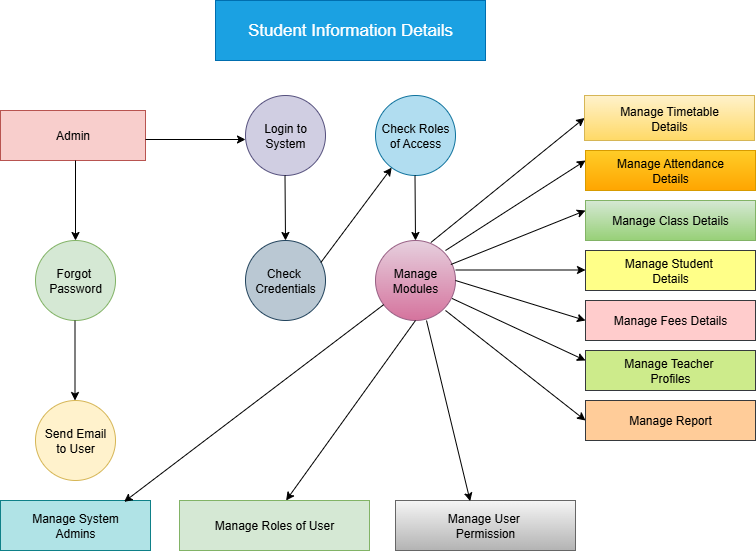 Student Information Details
Admin
Login to
System
Check Roles
of Access
Manage Timetable
Details
Manage Attendance
Details
Manage Class Details
Forgot
Password
Check
Credentials
Manage
Modules
Manage Student
Details
Manage Fees Details
Manage Teacher
Profiles
Manage Report
Send Email
to User
Manage System
Admins
Manage Roles of User
Manage User
Permission